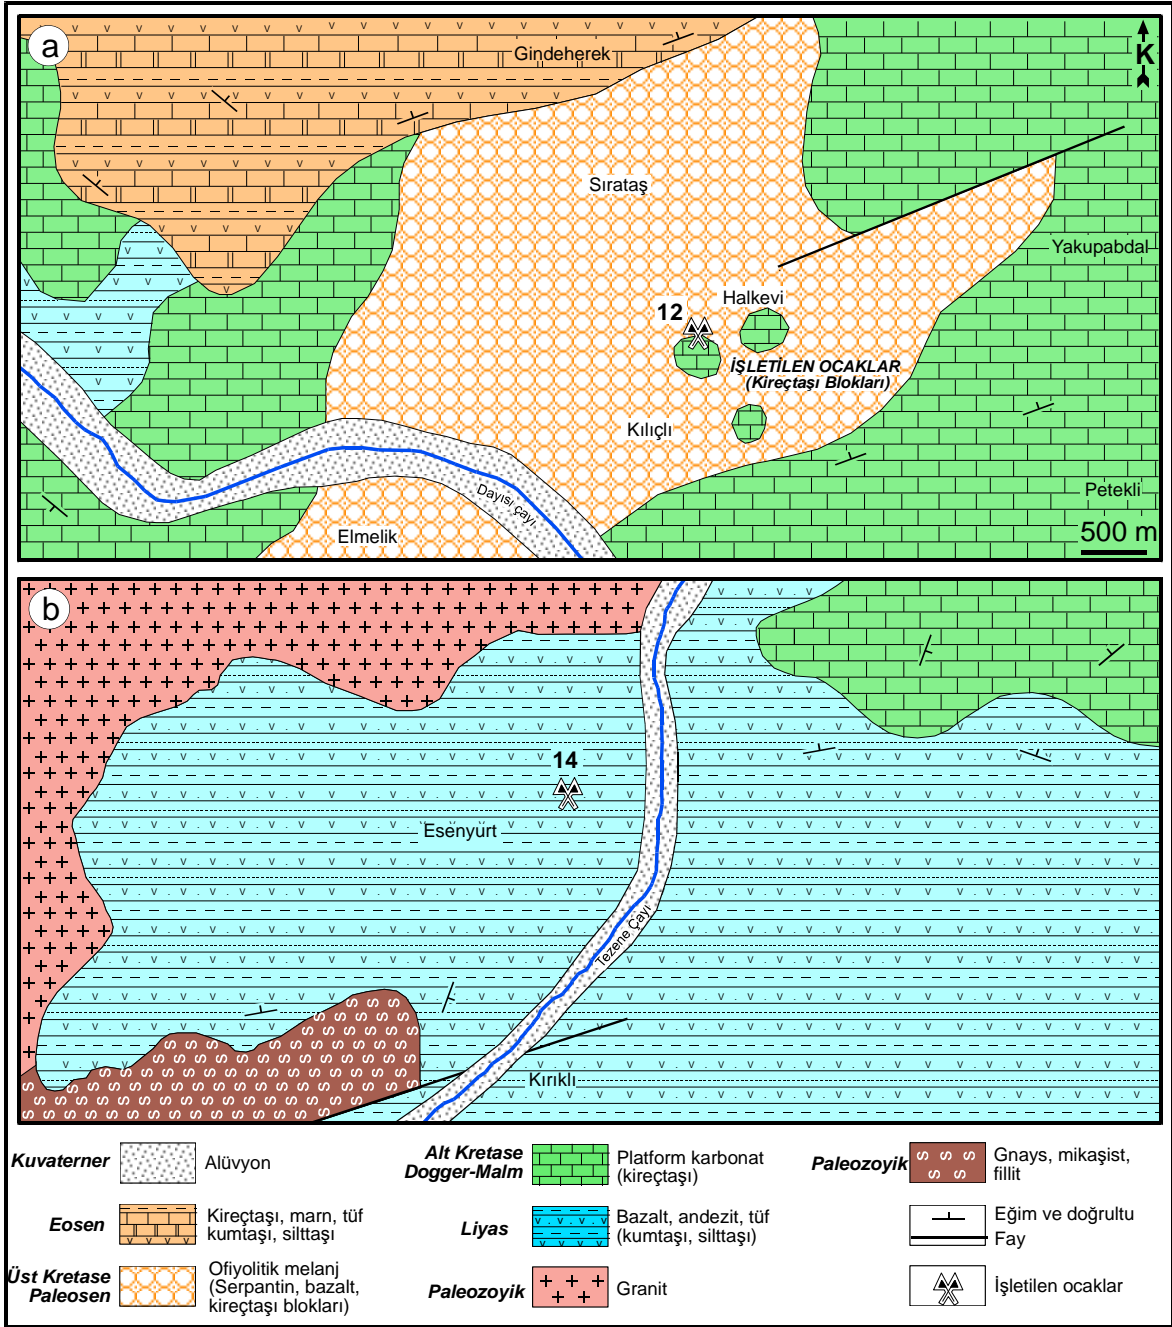 a
Gindeherek
K
Sırataş
Yakupabdal
Halkevi
12
İŞLETİLEN OCAKLAR
(Kireçtaşı Blokları)
Kılıçlı
Dayısı çayı
Petekli
Elmelik
500 m
b
14
Esenyurt
Tezene Çayı
Kırıklı
Kuvaterner
Alüvyon
Eosen
Kireçtaşı, marn, tüf
kumtaşı, silttaşı
Üst Kretase
Paleosen
Ofiyolitik melanj
(Serpantin, bazalt,
kireçtaşı blokları)
Alt Kretase
Dogger-Malm
Platform karbonat
(kireçtaşı)
Liyas
Bazalt, andezit, tüf
(kumtaşı, silttaşı)
Paleozoyik
Granit
Paleozoyik
Gnays, mikaşist,
fillit
Eğim ve doğrultu
Fay
İşletilen ocaklar